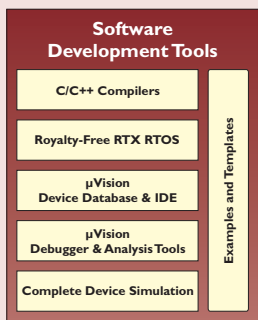 Software
Development Tools
C/C++ Compilers
Royalty-Free RTX RTOS
µVision
Device Database & IDE
µVision
Debugger & Analysis Tools
Complete Device Simulation
Examples and Templates